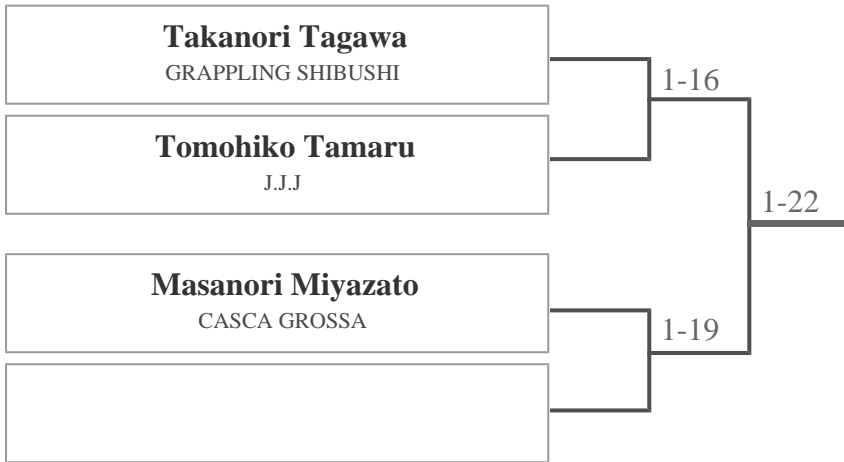 Takanori Tagawa
GRAPPLING SHIBUSHI
1-16
Tomohiko Tamaru
J.J.J
1-22
Masanori Miyazato
CASCA GROSSA
1-19